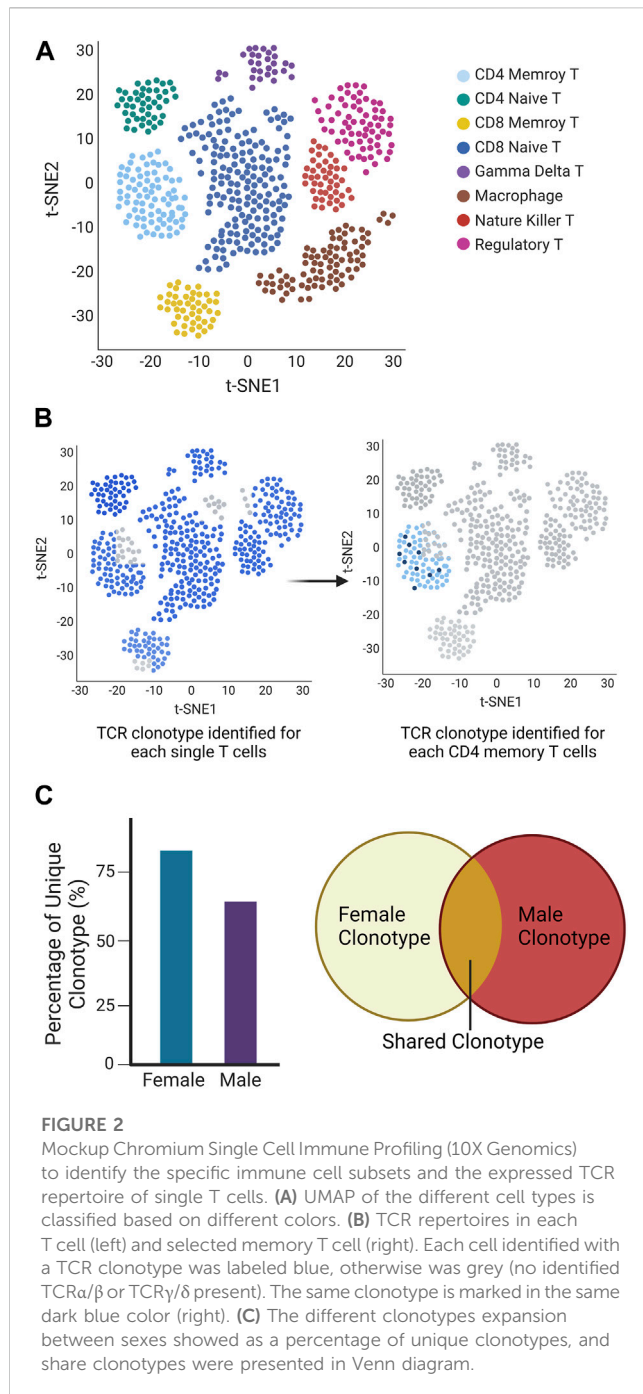 A
30
20
10
0
-10
-20
-30
t-SNE2
-30
-20
-10
0
10
20
30
t-SNE1
CD4 Memroy T
CD4 Naive T
CD8 Memroy T
CD8 Naive T
Gamma Delta T
Macrophage
Nature Killer T
Regulatory T
B
30
20
10
0
-10
-20
-30
t-SNE2
-30
-20
-10
0
10
20
30
t-SNE1
TCR clonotype identified for
each single T cells
30
20
10
0
-10
-20
-30
t-SNE2
-30
-20
-10
0
10
20
30
t-SNE1
TCR clonotype identified for
each CD4 memory T cells
C
Percentage of Unique
Clonotype (%)
75
50
25
0
Female
Male
Female
Clonotype
Male
Clonotype
Shared Clonotype
FIGURE 2
Mockup Chromium Single Cell Immune Profiling (10X Genomics)
to identify the specific immune cell subsets and the expressed TCR
repertoire of single T cells. (A) UMAP of the different cell types is
classified based on different colors. (B) TCR repertoires in each
T cell (left) and selected memory T cell (right). Each cell identified with
a TCR clonotype was labeled blue, otherwise was grey (no identified
TCRα/β or TCRγ/δ present). The same clonotype is marked in the same
dark blue color (right). (C) The different clonotypes expansion
between sexes showed as a percentage of unique clonotypes, and
share clonotypes were presented in Venn diagram.